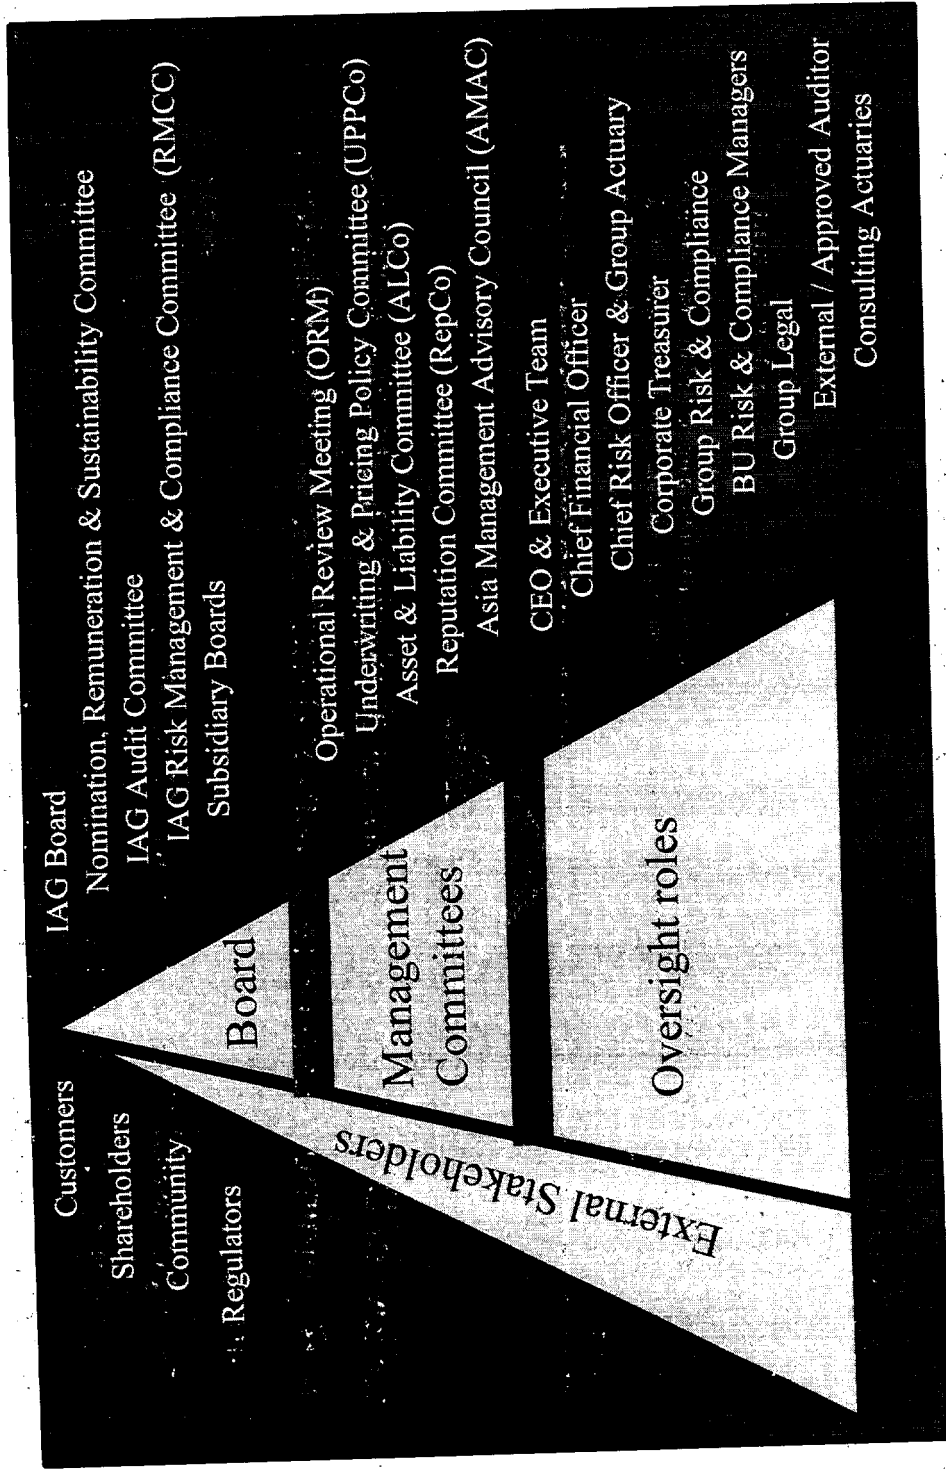 Customers
Shareholders
Community
Regulators
External Stakeholders
Board
Management
Committees
Oversight roles
IAG Board
Nomination, Remuneration & Sustainability Committee
IAG Audit Committee
IAG Risk Management & Compliance Committee (RMCC)
Subsidiary Boards
Operational Review Meeting (ORM)
Underwriting & Pricing Policy Committee (UPPCo)
Asset & Liability Committee (ALCo)
Reputation Committee (RepCo)
Asia Management Advisory Council (AMAC)
CEO & Executive Team
Chief Financial Officer
Chief Risk Officer & Group Actuary
Corporate Treasurer
Group Risk & Compliance
BU Risk & Compliance Managers
Group Legal
External / Approved Auditor
Consulting Actuaries